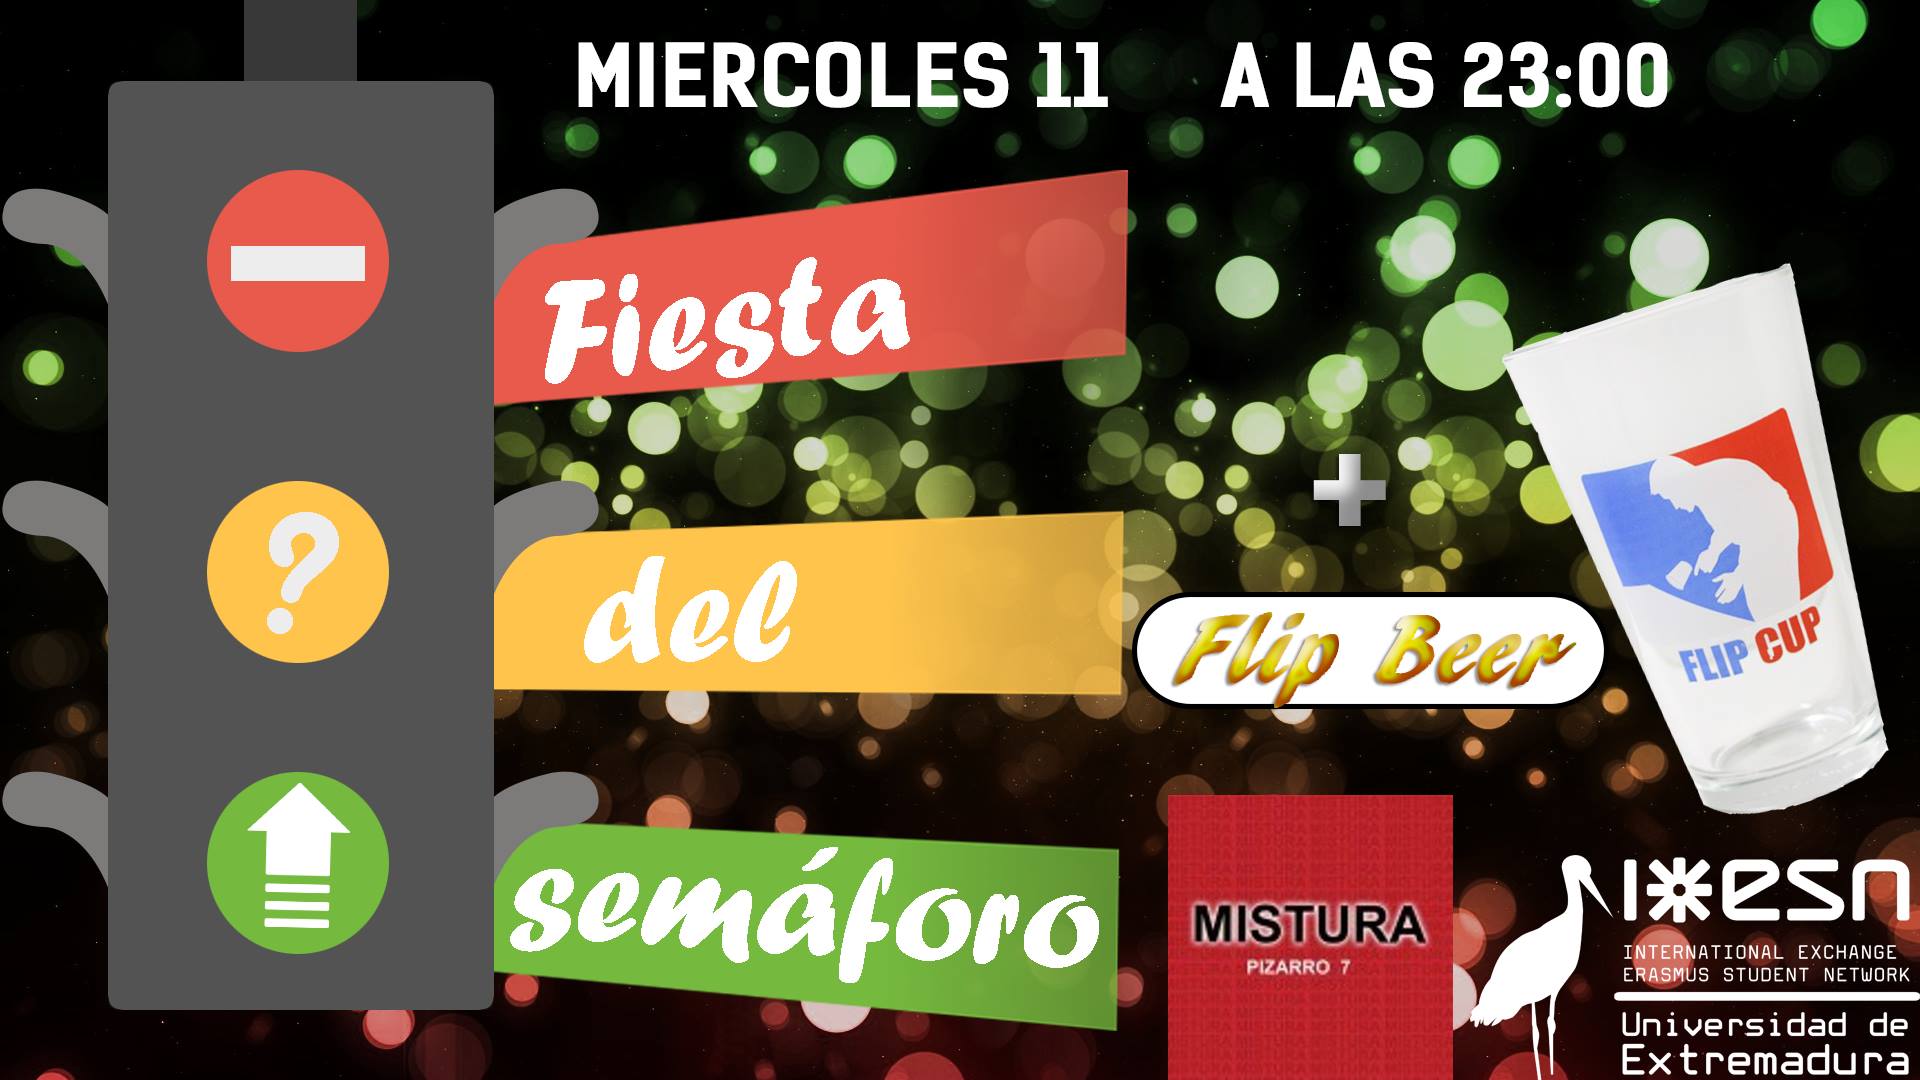 MIERCOLES 11 A LAS 23:00
Fiesta
del
semáforo
?
+
Flip Beer
FLIP CUP
MISTURA
PIZARRO 7
ixesn
INTERNATIONAL EXCHANGE
ERASMUS STUDENT NETWORK
Universidad de
Extremadura